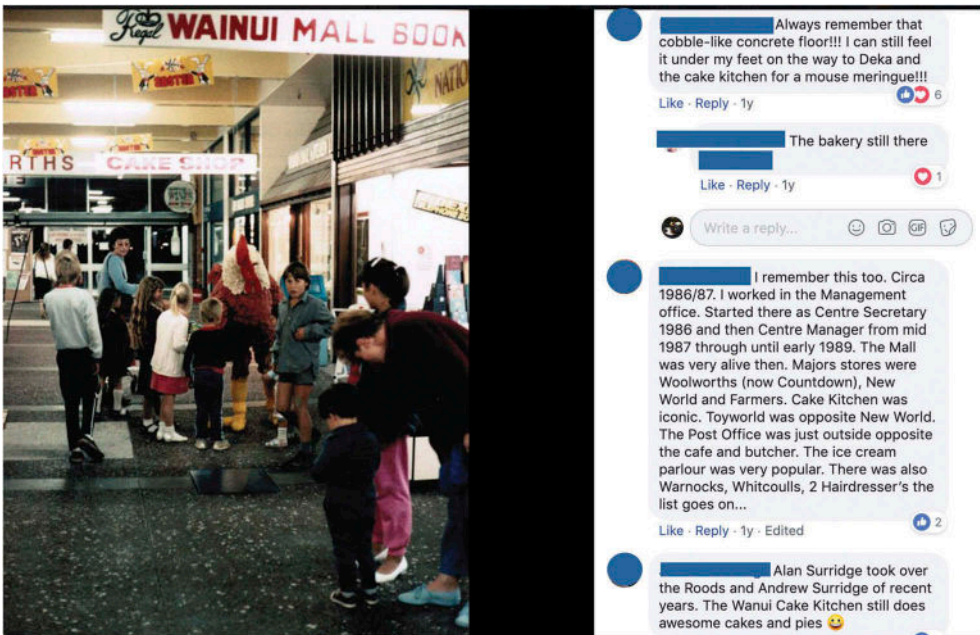 Regal WAINUI MALL BOOK
NATIO
RTHS CAKE SHOP
Always remember that
cobble-like concrete floor!!! I can still feel
it under my feet on the way to Deka and
the cake kitchen for a mouse meringue!!!
6
Like · Reply · 1y
The bakery still there
1
Like · Reply · 1y
Write a reply...
GIF
I remember this too. Circa
1986/87. I worked in the Management
office. Started there as Centre Secretary
1986 and then Centre Manager from mid
1987 through until early 1989. The Mall
was very alive then. Majors stores were
Woolworths (now Countdown), New
World and Farmers. Cake Kitchen was
iconic. Toyworld was opposite New World.
The Post Office was just outside opposite
the cafe and butcher. The ice cream
parlour was very popular. There was also
Warnocks, Whitcoulls, 2 Hairdresser's the
list goes on...
2
Like · Reply · 1y · Edited
Alan Surridge took over
the Roods and Andrew Surridge of recent
years. The Wanui Cake Kitchen still does
awesome cakes and pies 😀